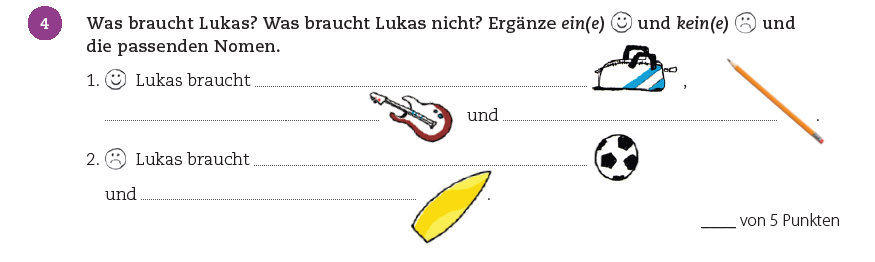 4 Was braucht Lukas? Was braucht Lukas nicht? Ergänze ein(e) und kein(e) und
die passenden Nomen.
1. Lukas braucht ,
und .
2. Lukas braucht
und .
____ von 5 Punkten